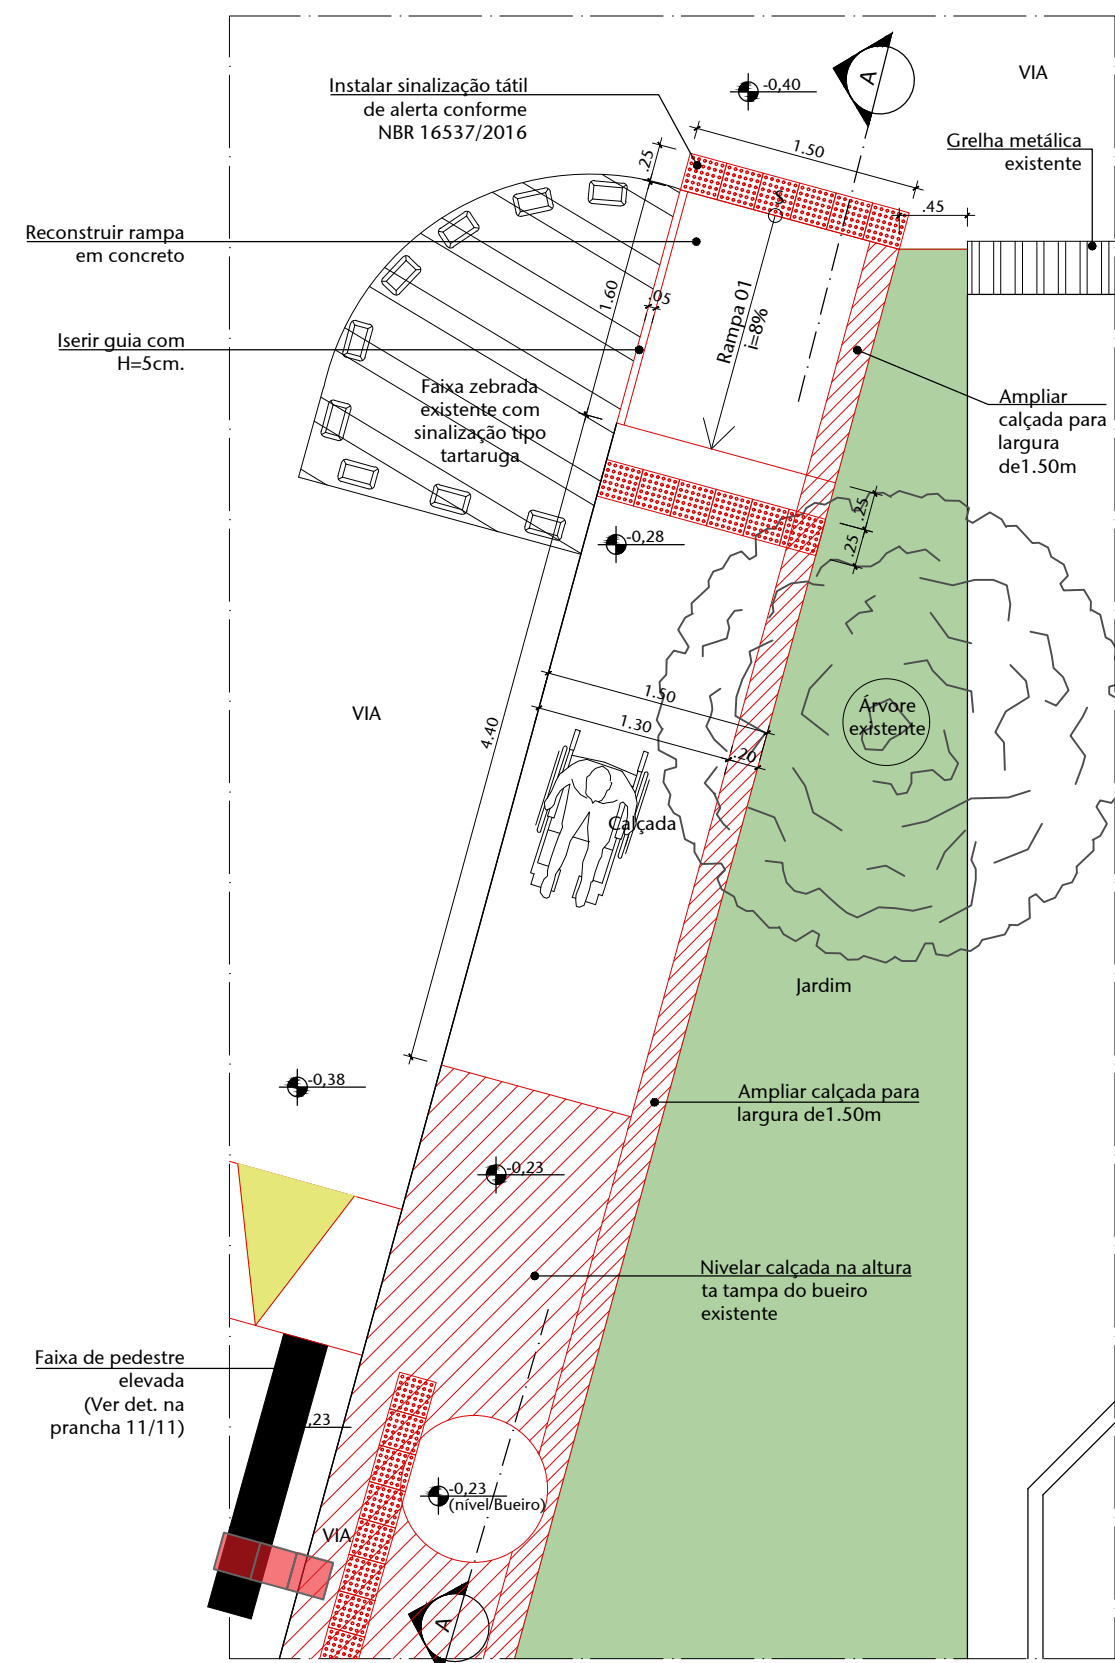 VIA
A
-0,40
Instalar sinalização tátil
de alerta conforme
NBR 16537/2016
1.50
Grelha metálica
existente
.25
.45
Reconstruir rampa
em concreto
1.60
.05
Rampa 01
i=8%
Iserir guia com
H=5cm.
Faixa zebrada
existente com
sinalização tipo
tartaruga
Ampliar
calçada para
largura
de1.50m
.25
.25
-0,28
1.50
1.30
.20
VIA
4.40
Árvore
existente
Calçada
Jardim
-0,38
Ampliar calçada para
largura de1.50m
-0,23
Nivelar calçada na altura
ta tampa do bueiro
existente
Faixa de pedestre
elevada
(Ver det. na
prancha 11/11)
,23
-0,23
(nível Bueiro)
VIA
A